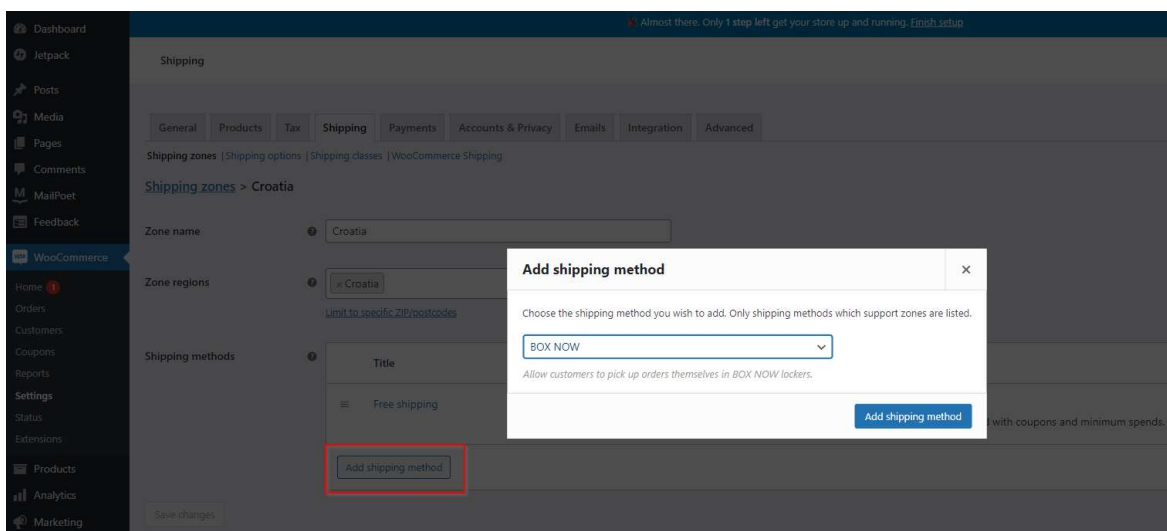 Almost there. Only 1 step left get your store up and running. Finish setup
Dashboard
Jetpack
Posts
Media
Pages
Comments
MailPoet
Feedback
WooCommerce
Home 1
Orders
Customers
Coupons
Reports
Settings
Status
Extensions
Products
Analytics
Marketing
Shipping
General Products Tax Shipping Payments Accounts & Privacy Emails Integration Advanced
Shipping zones | Shipping options | Shipping classes | WooCommerce Shipping
Shipping zones > Croatia
Zone name
Croatia
Zone regions
× Croatia
Limit to specific ZIP/postcodes
Shipping methods
Title
Free shipping
with coupons and minimum spends.
Add shipping method
Save changes
Add shipping method ×
Choose the shipping method you wish to add. Only shipping methods which support zones are listed.
BOX NOW
Allow customers to pick up orders themselves in BOX NOW lockers.
Add shipping method